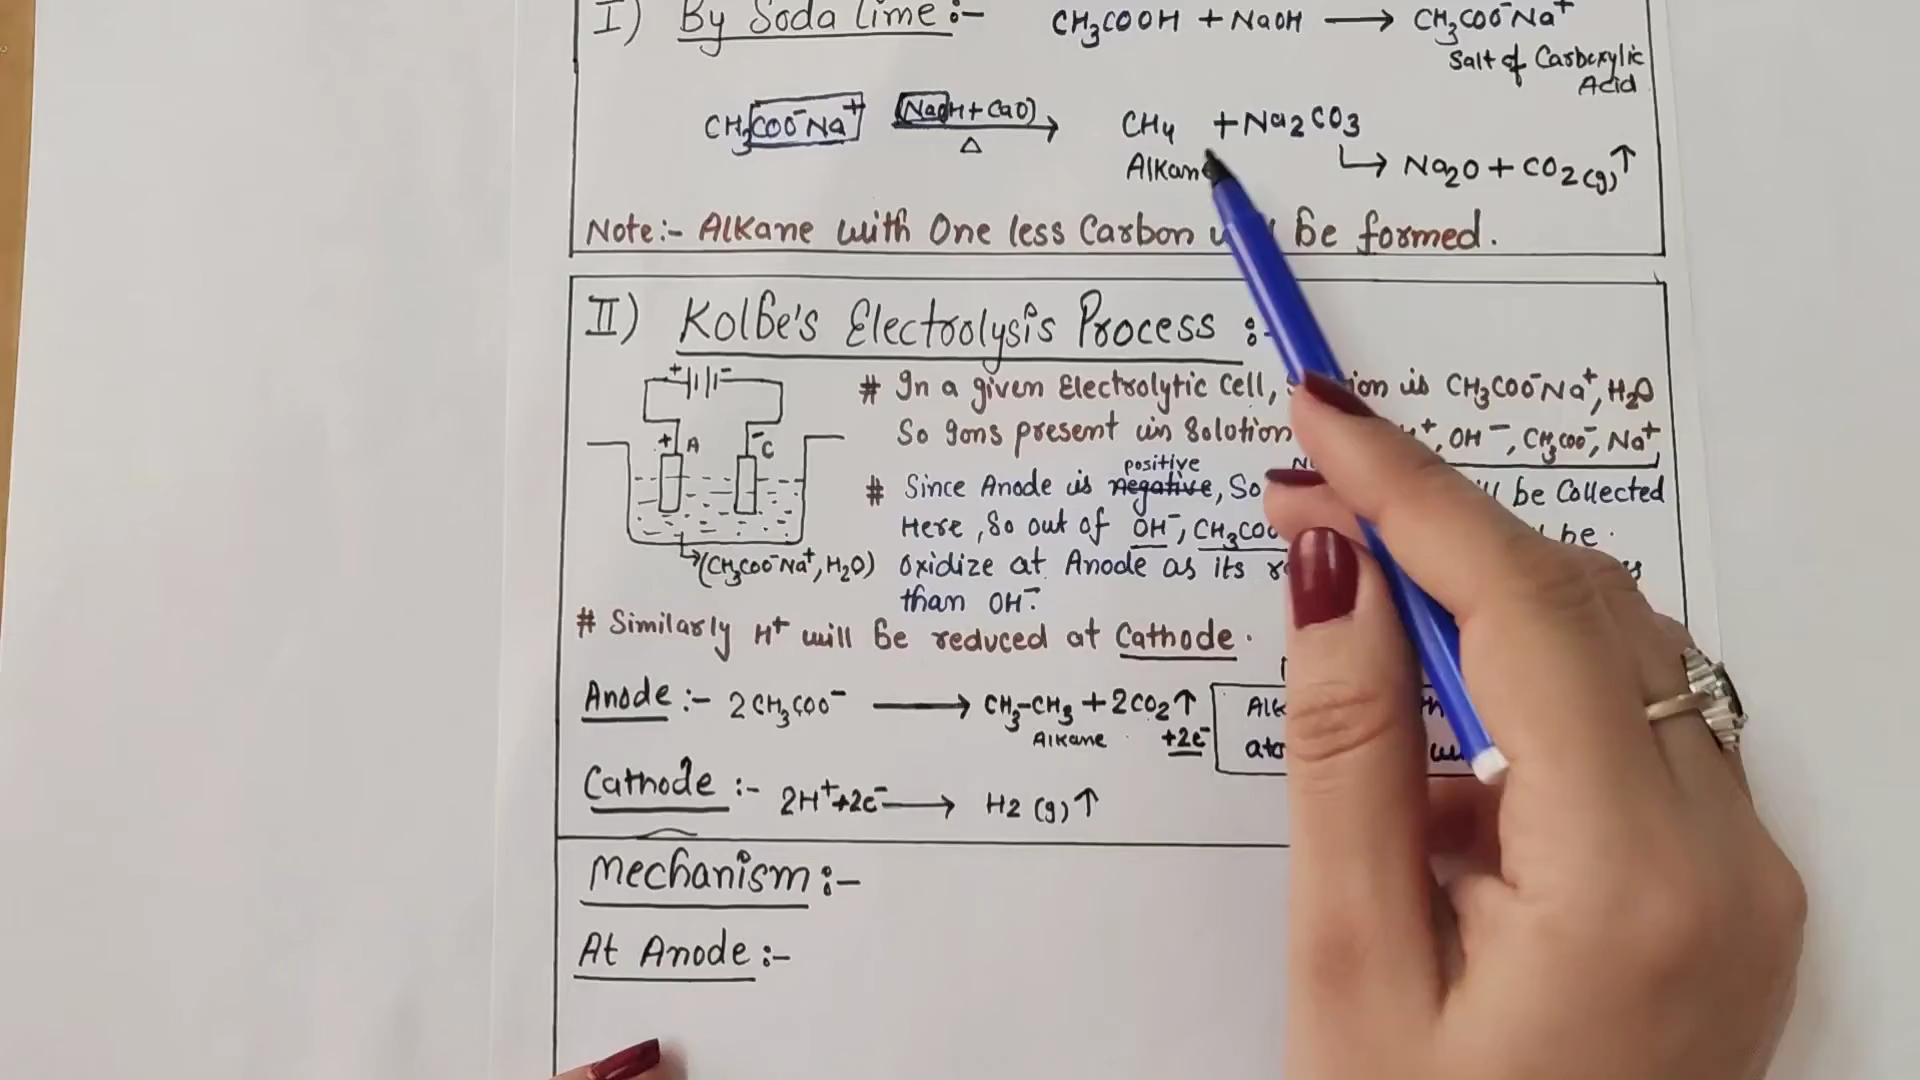 I) By Soda lime :- CH3COOH + NaOH ⟶ CH3COO⁻Na⁺
Salt of Carboxylic
Acid
CH3COO⁻Na⁺ (NaOH + CaO) ⟶ △ CH4 + Na2CO3
Alkane ↳ Na2O + CO2(g)↑
Note:- Alkane with One less Carbon be formed.
II) Kolbe's Electrolysis Process :-
+ -
# In a given Electrolytic Cell, is CH3COO⁻Na⁺, H2O
So Ions present in Solution OH⁻, CH3COO⁻, Na⁺
+ A - C
positive
# Since Anode is negative, So be Collected
Here, So out of OH⁻, be
(CH3COO⁻Na⁺, H2O) oxidize at Anode as its
than OH⁻.
# Similarly H⁺ will be reduced at Cathode.
Anode :- 2CH3COO⁻ ⟶ CH3-CH3 + 2CO2↑
Alkane +2e⁻
Cathode :- 2H⁺+2e⁻ ⟶ H2 (g)↑
Mechanism :-
At Anode :-